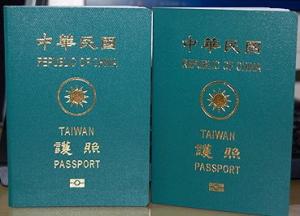 中華民國
REPUBLIC OF CHINA
TAIWAN
護照
PASSPORT
中華民國
REPUBLIC OF CHINA
TAIWAN
護照
PASSPORT